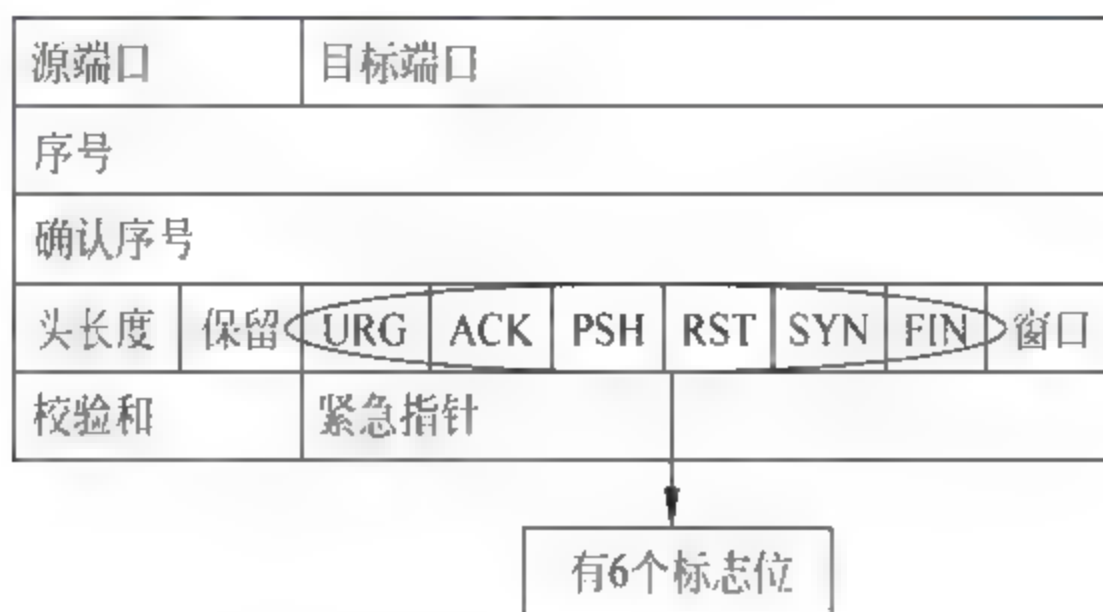 源端口 目标端口
序号
确认序号
头长度 保留 URG ACK PSH RST SYN FIN 窗口
校验和 紧急指针
有6个标志位